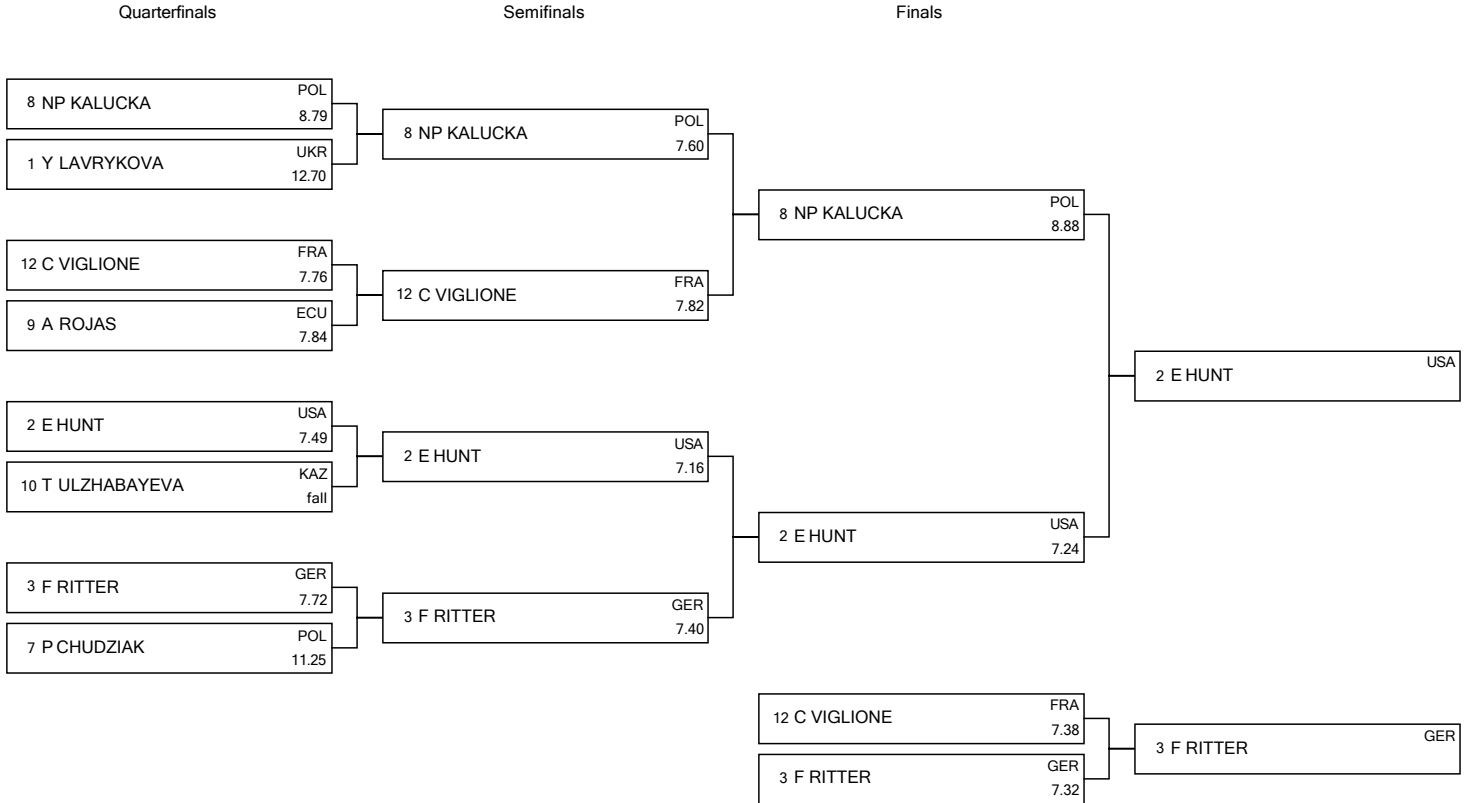 Quarterfinals Semifinals Finals
8 NP KALUCKA POL
8.79
1 Y LAVRYKOVA UKR
12.70
12 C VIGLIONE FRA
7.76
9 A ROJAS ECU
7.84
2 E HUNT USA
7.49
10 T ULZHABAYEVA KAZ
fall
3 F RITTER GER
7.72
7 P CHUDZIAK POL
11.25
8 NP KALUCKA POL
7.60
12 C VIGLIONE FRA
7.82
2 E HUNT USA
7.16
3 F RITTER GER
7.40
8 NP KALUCKA POL
8.88
2 E HUNT USA
7.24
2 E HUNT USA
12 C VIGLIONE FRA
7.38
3 F RITTER GER
7.32
3 F RITTER GER